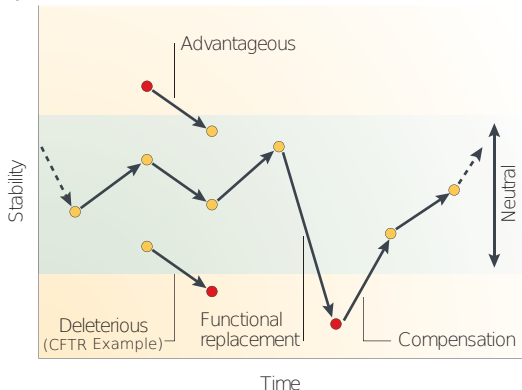 Advantageous
Stability
Neutral
Deleterious
(CFTR Example)
Functional
replacement
Compensation
Time